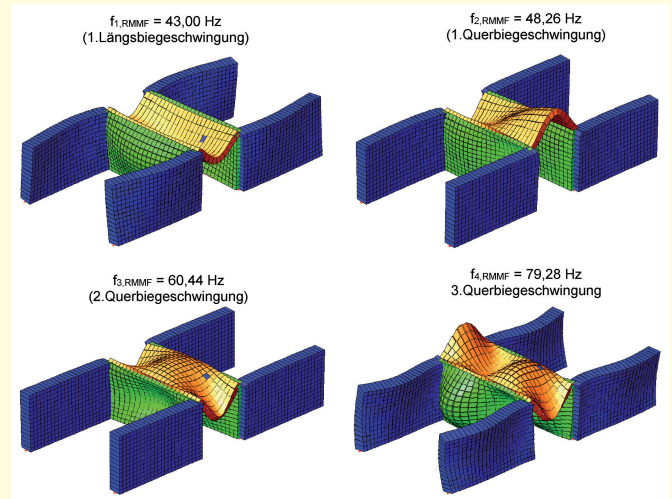 f1,RMMF = 43,00 Hz
(1.Längsbiegeschwingung)
f2,RMMF = 48,26 Hz
(1.Querbiegeschwingung)
f3,RMMF = 60,44 Hz
(2.Querbiegeschwingung)
f4,RMMF = 79,28 Hz
3.Querbiegeschwingung